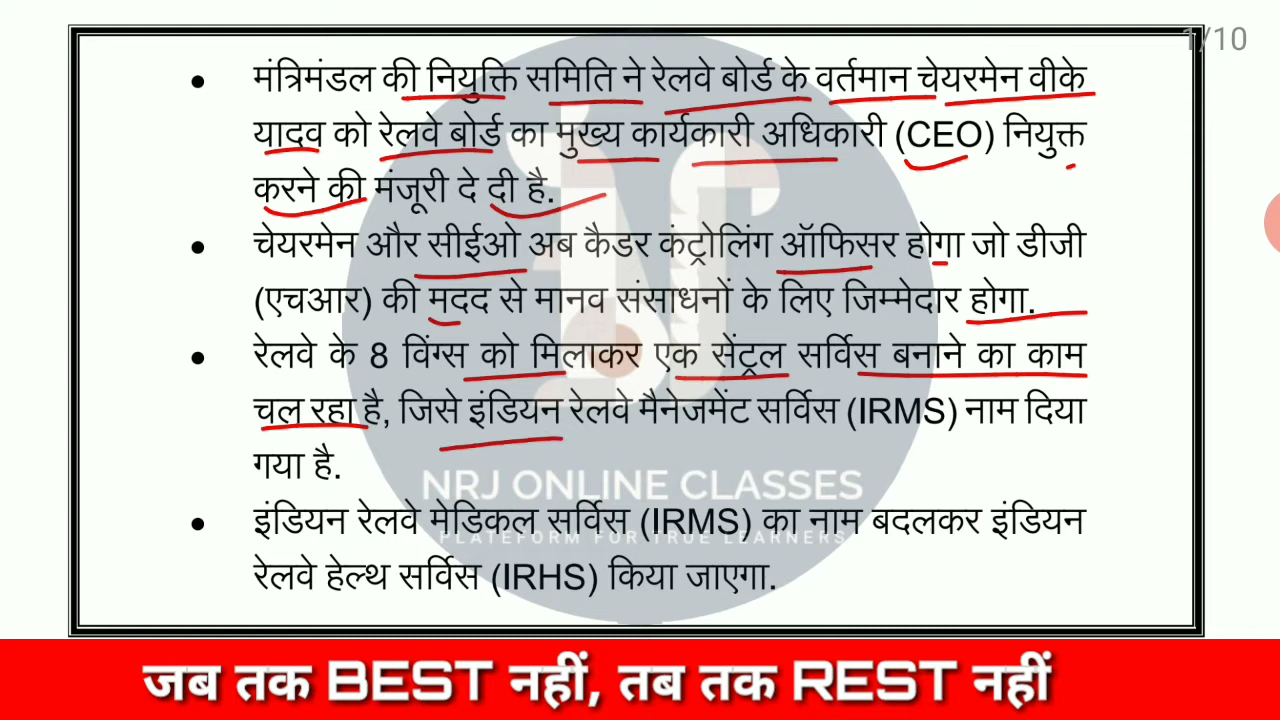 1/10
• मंत्रिमंडल की नियुक्ति समिति ने रेलवे बोर्ड के वर्तमान चेयरमेन वीके
यादव को रेलवे बोर्ड का मुख्य कार्यकारी अधिकारी (CEO) नियुक्त
करने की मंजूरी दे दी है.
• चेयरमेन और सीईओ अब कैडर कंट्रोलिंग ऑफिसर होगा जो डीजी
(एचआर) की मदद से मानव संसाधनों के लिए जिम्मेदार होगा.
• रेलवे के 8 विंग्स को मिलाकर एक सेंट्रल सर्विस बनाने का काम
चल रहा है, जिसे इंडियन रेलवे मैनेजमेंट सर्विस (IRMS) नाम दिया
गया है.
NRJ ONLINE CLASSES
• इंडियन रेलवे मेडिकल सर्विस (IRMS) का नाम बदलकर इंडियन
PLATEFORM FOR TRUE LEARNERS
रेलवे हेल्थ सर्विस (IRHS) किया जाएगा.
जब तक BEST नहीं, तब तक REST नहीं